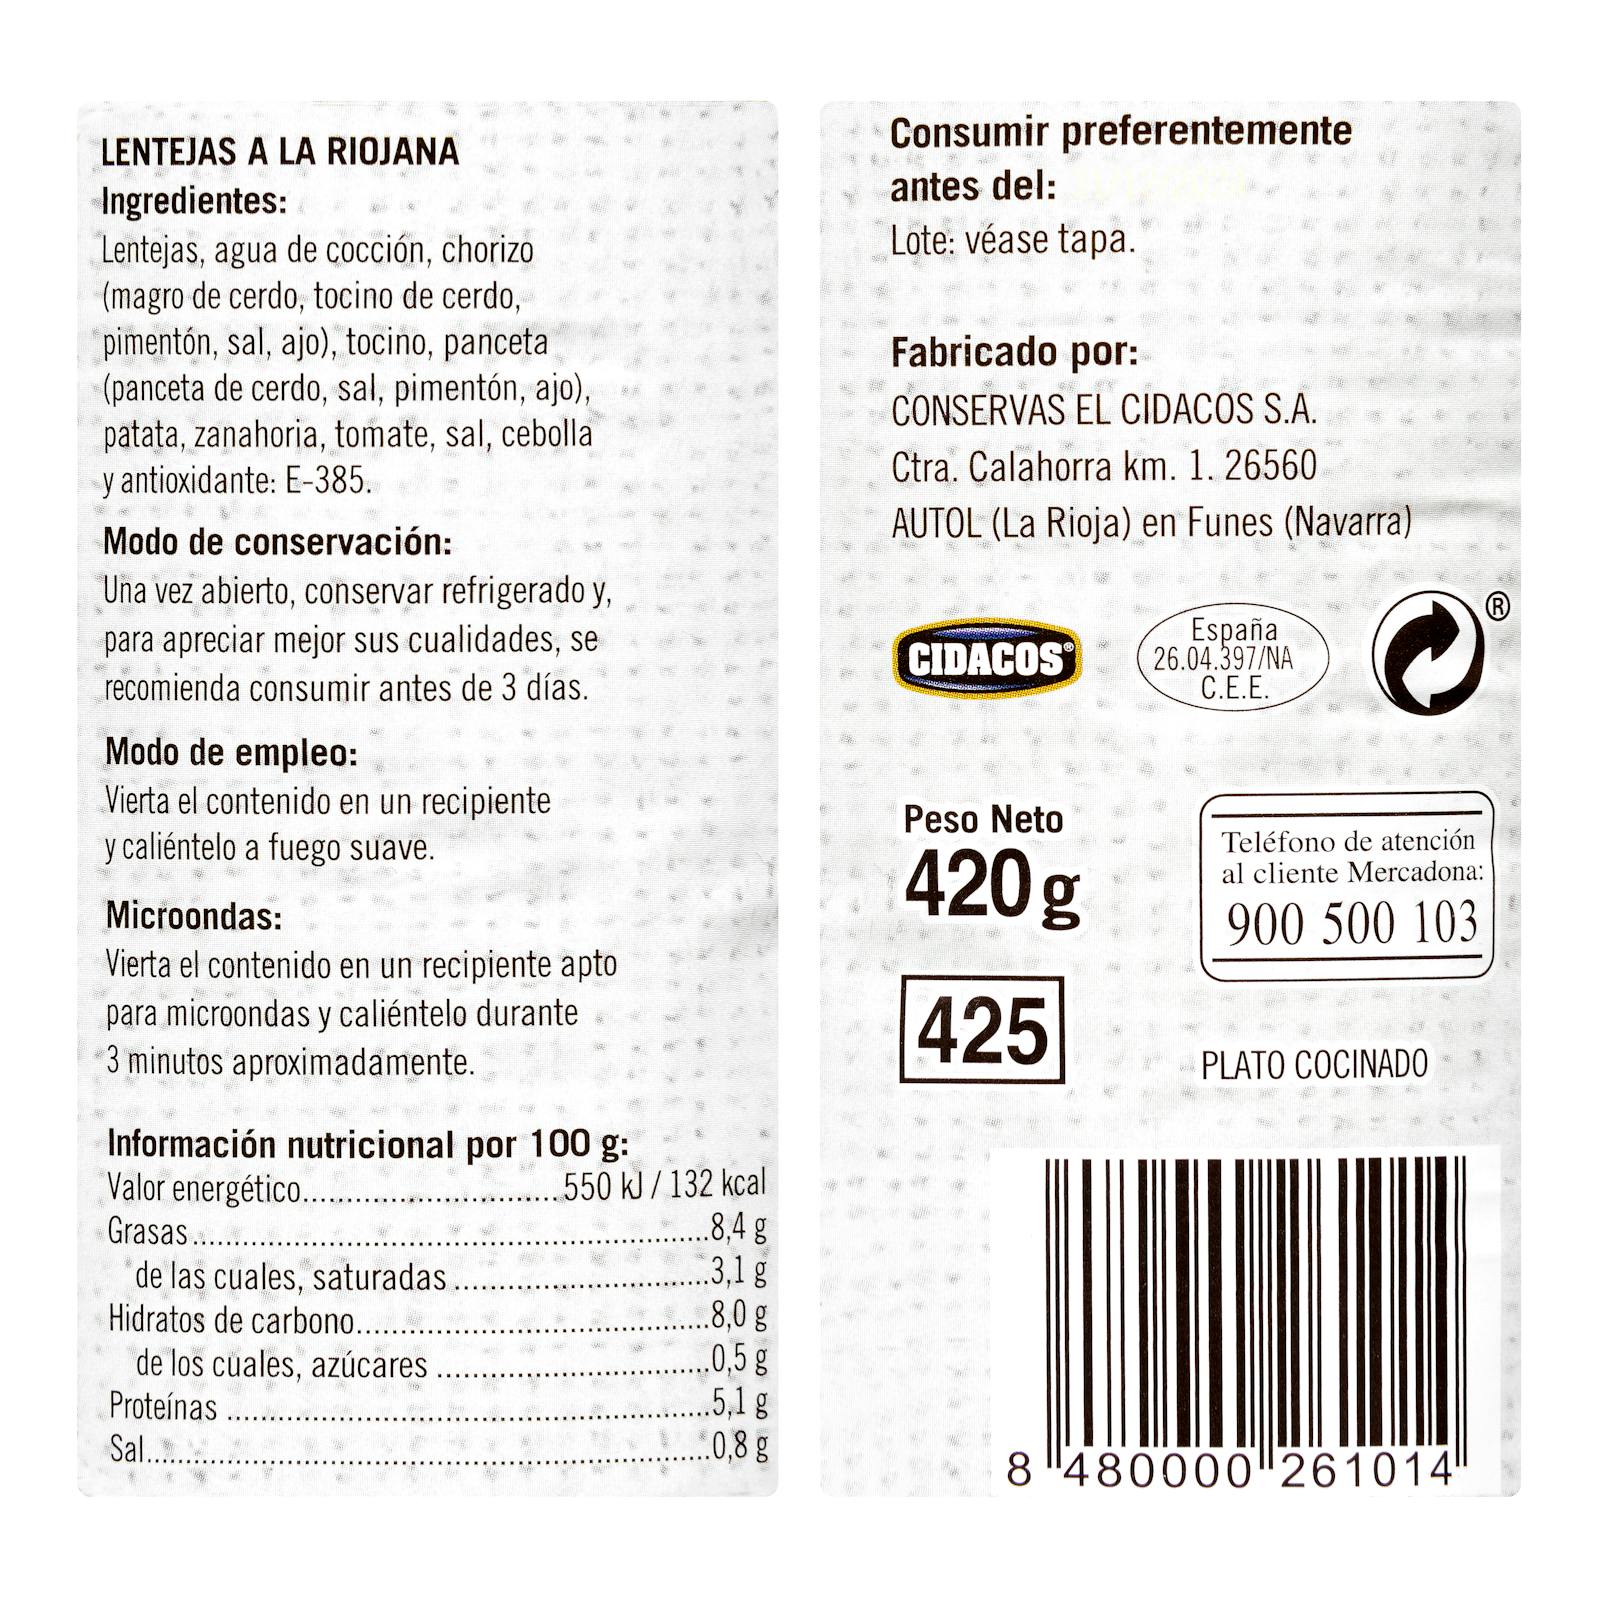 LENTEJAS A LA RIOJANA
Ingredientes:
Lentejas, agua de cocción, chorizo
(magro de cerdo, tocino de cerdo,
pimentón, sal, ajo), tocino, panceta
(panceta de cerdo, sal, pimentón, ajo),
patata, zanahoria, tomate, sal, cebolla
y antioxidante: E-385.
Modo de conservación:
Una vez abierto, conservar refrigerado y,
para apreciar mejor sus cualidades, se
recomienda consumir antes de 3 días.
Modo de empleo:
Vierta el contenido en un recipiente
y caliéntelo a fuego suave.
Microondas:
Vierta el contenido en un recipiente apto
para microondas y caliéntelo durante
3 minutos aproximadamente.
Información nutricional por 100 g:
Valor energético..........................550 kJ / 132 kcal
Grasas..........................8,4 g
de las cuales, saturadas..........................3,1 g
Hidratos de carbono..........................8,0 g
de los cuales, azúcares..........................0,5 g
Proteínas..........................5,1 g
Sal..........................0,8 g
Consumir preferentemente
antes del:
Lote: véase tapa.
Fabricado por:
CONSERVAS EL CIDACOS S.A.
Ctra. Calahorra km. 1. 26560
AUTOL (La Rioja) en Funes (Navarra)
CIDACOS®
España
26.04.397/NA
C.E.E.
®
Peso Neto
420 g
Teléfono de atención
al cliente Mercadona:
900 500 103
425
PLATO COCINADO
8 480000 261014